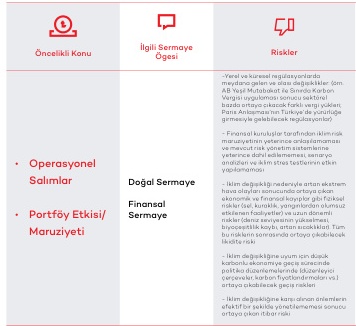 Öncelikli Konu
İlgili Sermaye
Ögesi
Riskler
• Operasyonel
Salımlar
• Portföy Etkisi/
Maruziyeti
Doğal Sermaye
Finansal
Sermaye
-Yerel ve küresel regülasyonlarda
meydana gelen ve olası değişiklikler (örn.
AB Yeşil Mutabakat ile Sınırda Karbon
Vergisi uygulaması sonucu sektörel
bazda ortaya çıkacak farklı vergi yükleri,
Paris Anlaşması'nın Türkiye'de yürürlüğe
girmesiyle gelebilecek regülasyonlar)
- Finansal kuruluşlar tarafından iklim risk
maruziyetinin yeterince anlaşılamaması
ve mevcut risk yönetim sistemlerine
yeterince dahil edilememesi, senaryo
analizleri ve iklim stres testlerinin etkin
yapılamaması
- İklim değişikliği nedeniyle artan ekstrem
hava olayları sonucunda ortaya çıkan
ekonomik ve finansal kayıplar gibi fiziksel
riskler (sel, kuraklık, yangınlardan olumsuz
etkilenen faaliyetler) ve uzun dönemli
riskler (deniz seviyesinin yükselmesi,
biyoçeşitlilik kaybı, artan sıcaklıklar) Tüm
bu risklerin sonrasında ortaya çıkabilecek
likidite riski
- İklim değişikliğine uyum için düşük
karbonlu ekonomiye geçiş sürecinde
politika düzenlemelerinde (düzenleyici
çerçeveler, karbon fiyatlandırmaları vs.)
ortaya çıkabilecek geçiş riskleri
- İklim değişikliğine karşı alınan önlemlerin
efektif bir şekilde yönetilememesi sonucu
ortaya çıkan itibar riski